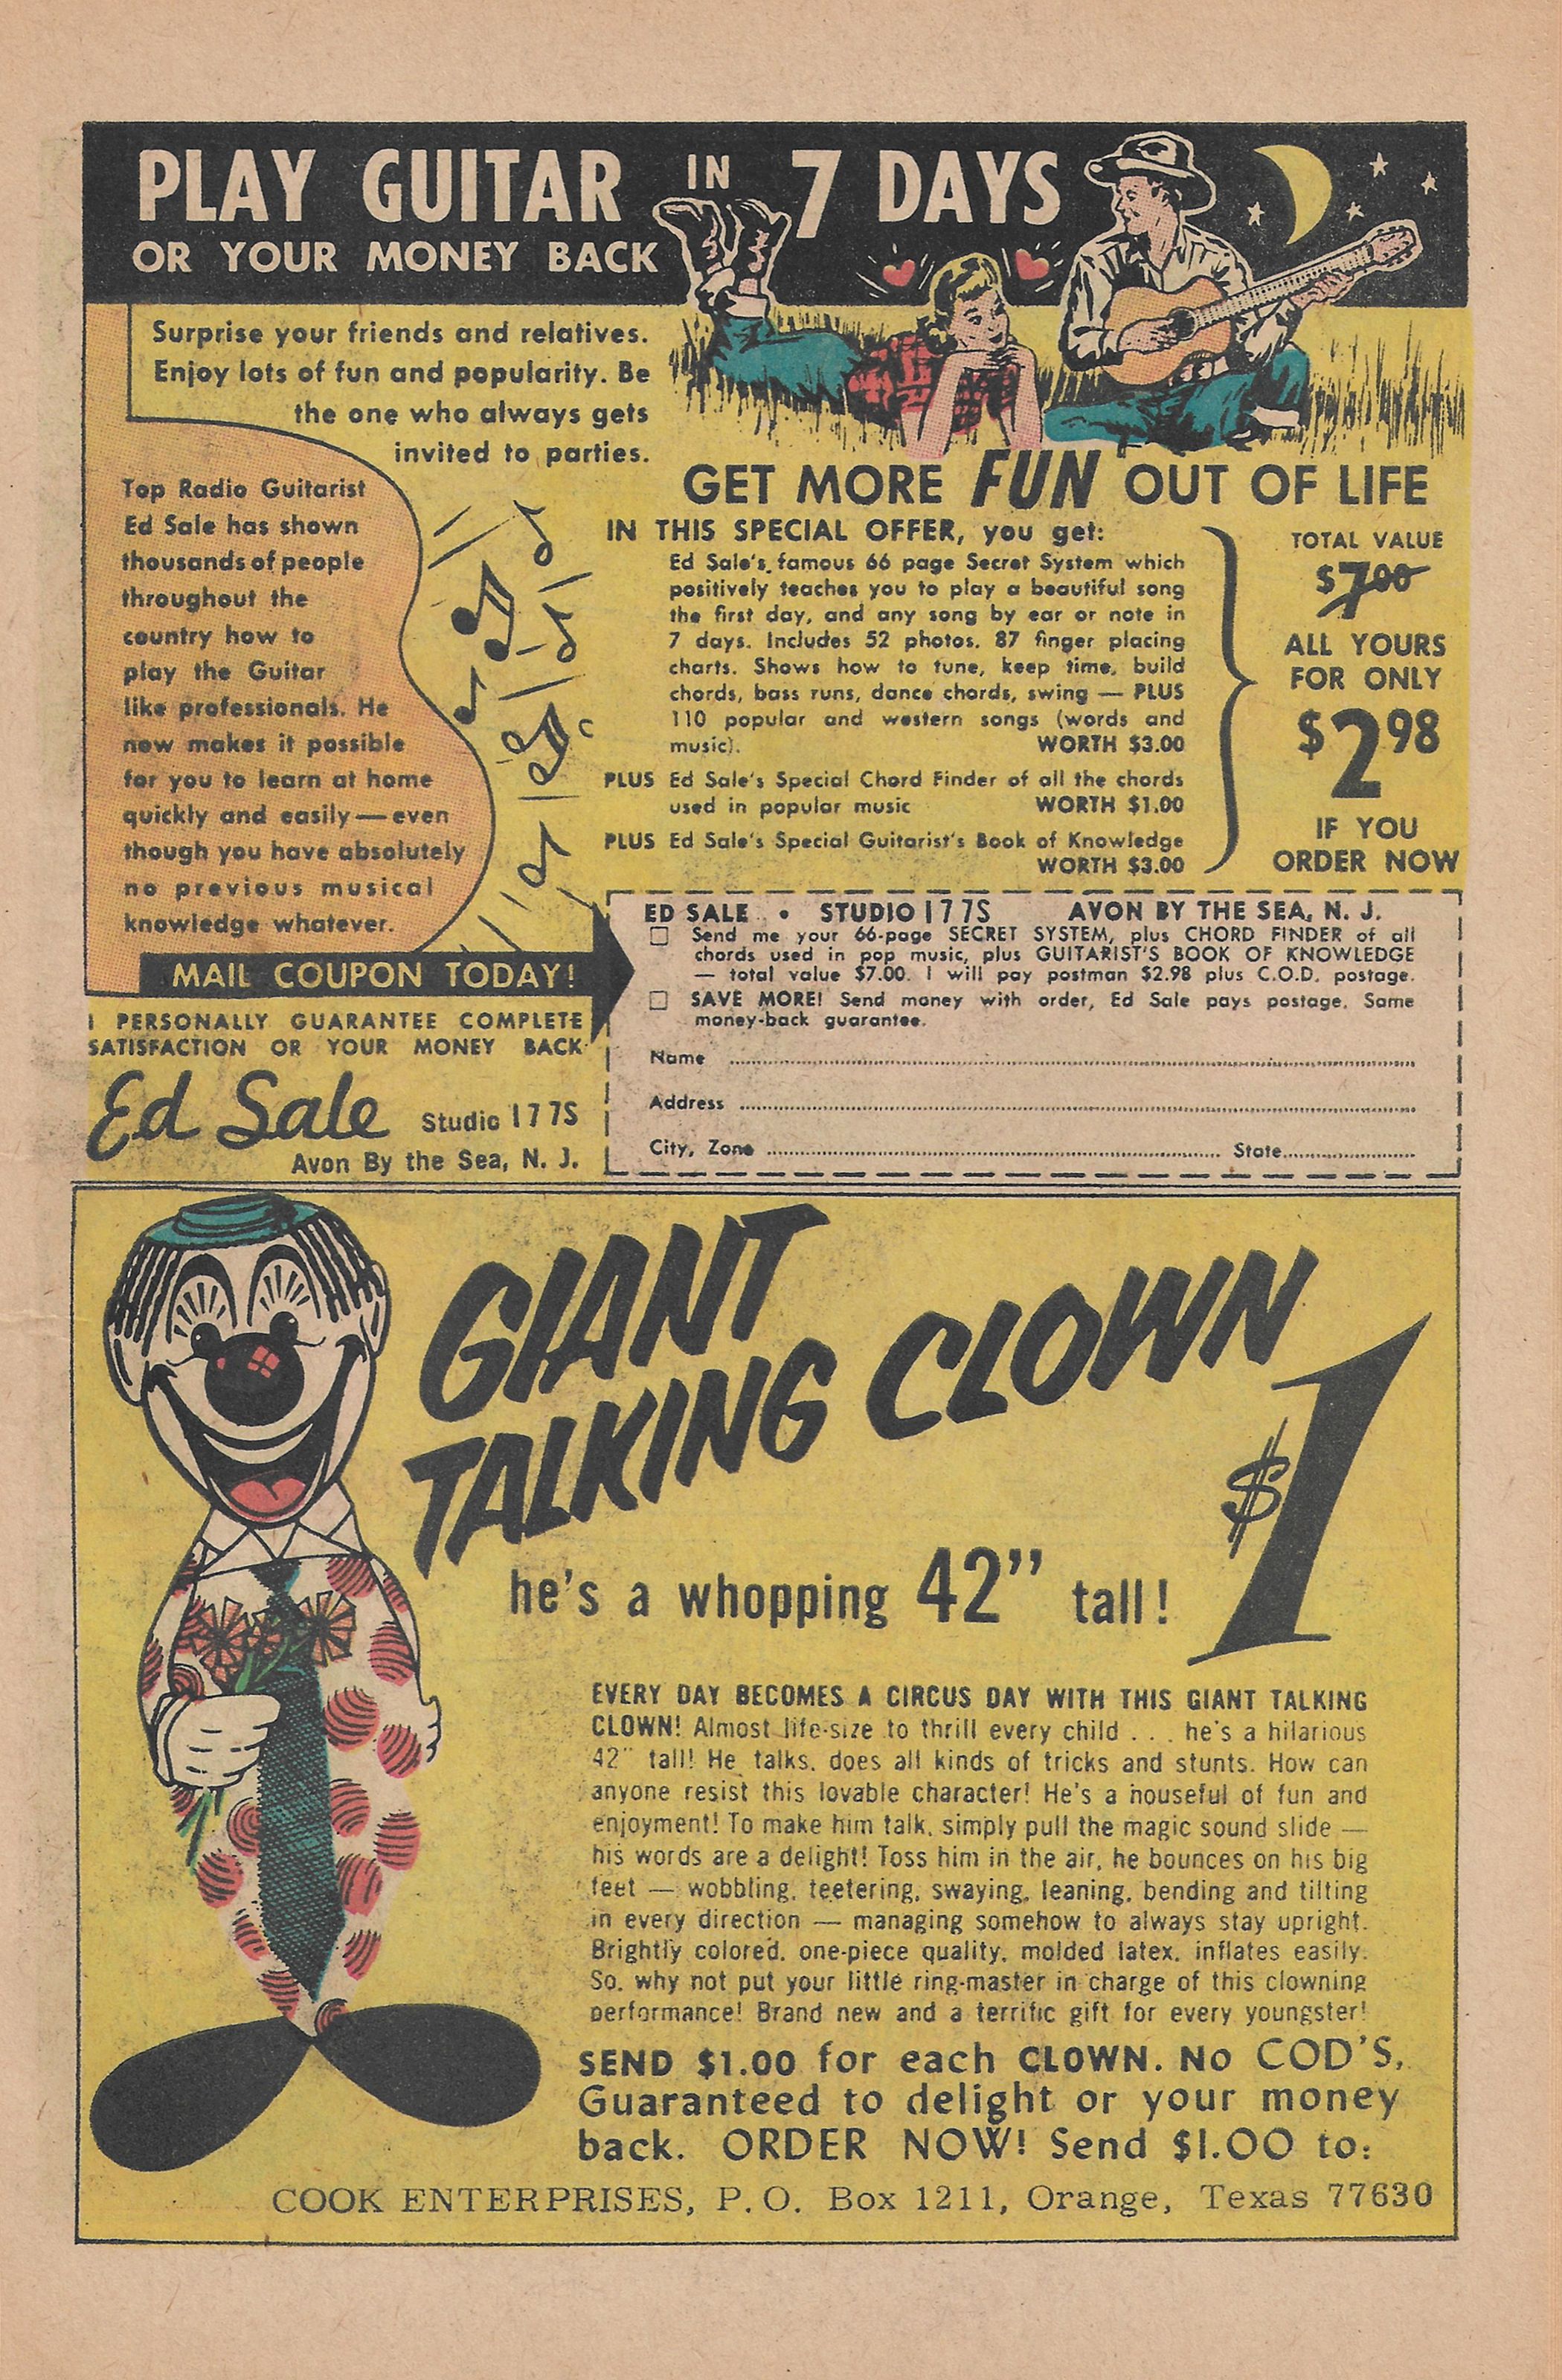 PLAY GUITAR IN 7 DAYS
OR YOUR MONEY BACK
Surprise your friends and relatives.
Enjoy lots of fun and popularity. Be
the one who always gets
invited to parties.
Top Radio Guitarist
Ed Sale has shown
thousands of people
throughout the
country how to
play the Guitar
like professionals. He
now makes it possible
for you to learn at home
quickly and easily — even
though you have absolutely
no previous musical
knowledge whatever.
MAIL COUPON TODAY!
I PERSONALLY GUARANTEE COMPLETE
SATISFACTION OR YOUR MONEY BACK
Ed Sale Studio 177S
Avon By the Sea, N. J.
GET MORE FUN OUT OF LIFE
IN THIS SPECIAL OFFER, you get:
Ed Sale's famous 66 page Secret System which
positively teaches you to play a beautiful song
the first day, and any song by ear or note in
7 days. Includes 52 photos. 87 finger placing
charts. Shows how to tune, keep time, build
chords, bass runs, dance chords, swing — PLUS
110 popular and western songs (words and
music). WORTH $3.00
PLUS Ed Sale's Special Chord Finder of all the chords
used in popular music WORTH $1.00
PLUS Ed Sale's Special Guitarist's Book of Knowledge
WORTH $3.00
TOTAL VALUE
$7.00
ALL YOURS
FOR ONLY
$2.98
IF YOU
ORDER NOW
ED SALE • STUDIO 177S AVON BY THE SEA, N. J.
☐ Send me your 66-page SECRET SYSTEM, plus CHORD FINDER of all
chords used in pop music, plus GUITARIST'S BOOK OF KNOWLEDGE
— total value $7.00. I will pay postman $2.98 plus C.O.D. postage.
☐ SAVE MORE! Send money with order, Ed Sale pays postage. Same
money-back guarantee.
Name
Address
City, Zone State
GIANT
TALKING CLOWN
$1
he's a whopping 42” tall!
EVERY DAY BECOMES A CIRCUS DAY WITH THIS GIANT TALKING
CLOWN! Almost life-size to thrill every child . . . he's a hilarious
42" tall! He talks, does all kinds of tricks and stunts. How can
anyone resist this lovable character! He's a houseful of fun and
enjoyment! To make him talk, simply pull the magic sound slide —
his words are a delight! Toss him in the air, he bounces on his big
feet — wobbling, teetering, swaying, leaning, bending and tilting
in every direction — managing somehow to always stay upright.
Brightly colored, one-piece quality, molded latex, inflates easily.
So, why not put your little ring-master in charge of this clowning
performance! Brand new and a terrific gift for every youngster!
SEND $1.00 for each CLOWN. No COD'S.
Guaranteed to delight or your money
back. ORDER NOW! Send $1.00 to:
COOK ENTERPRISES, P.O. Box 1211, Orange, Texas 77630